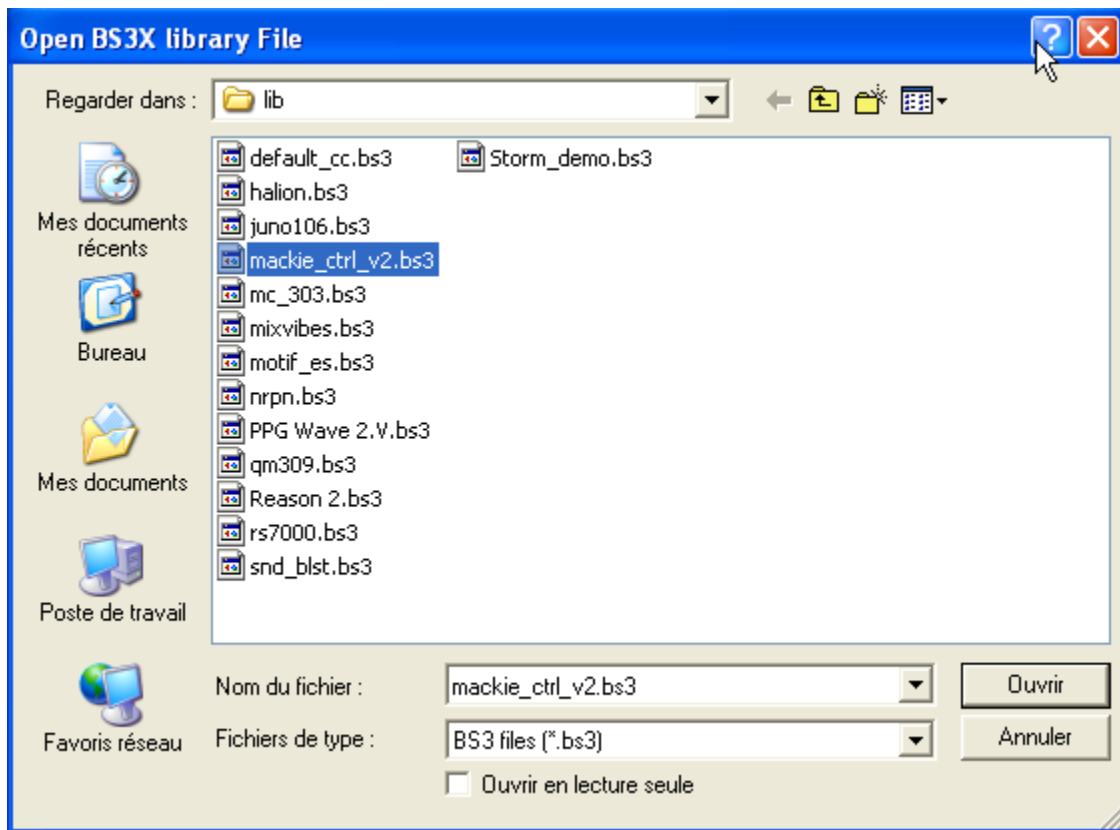 Open BS3X library File
Regarder dans :
lib
default_cc.bs3
halion.bs3
juno106.bs3
mackie_ctrl_v2.bs3
mc_303.bs3
mixvibes.bs3
motif_es.bs3
nrpn.bs3
PPG Wave 2.V.bs3
qm309.bs3
Reason 2.bs3
rs7000.bs3
snd_blst.bs3
Storm_demo.bs3
Mes documents
récents
Bureau
Mes documents
Poste de travail
Favoris réseau
Nom du fichier :
mackie_ctrl_v2.bs3
Ouvrir
Fichiers de type :
BS3 files (*.bs3)
Annuler
Ouvrir en lecture seule